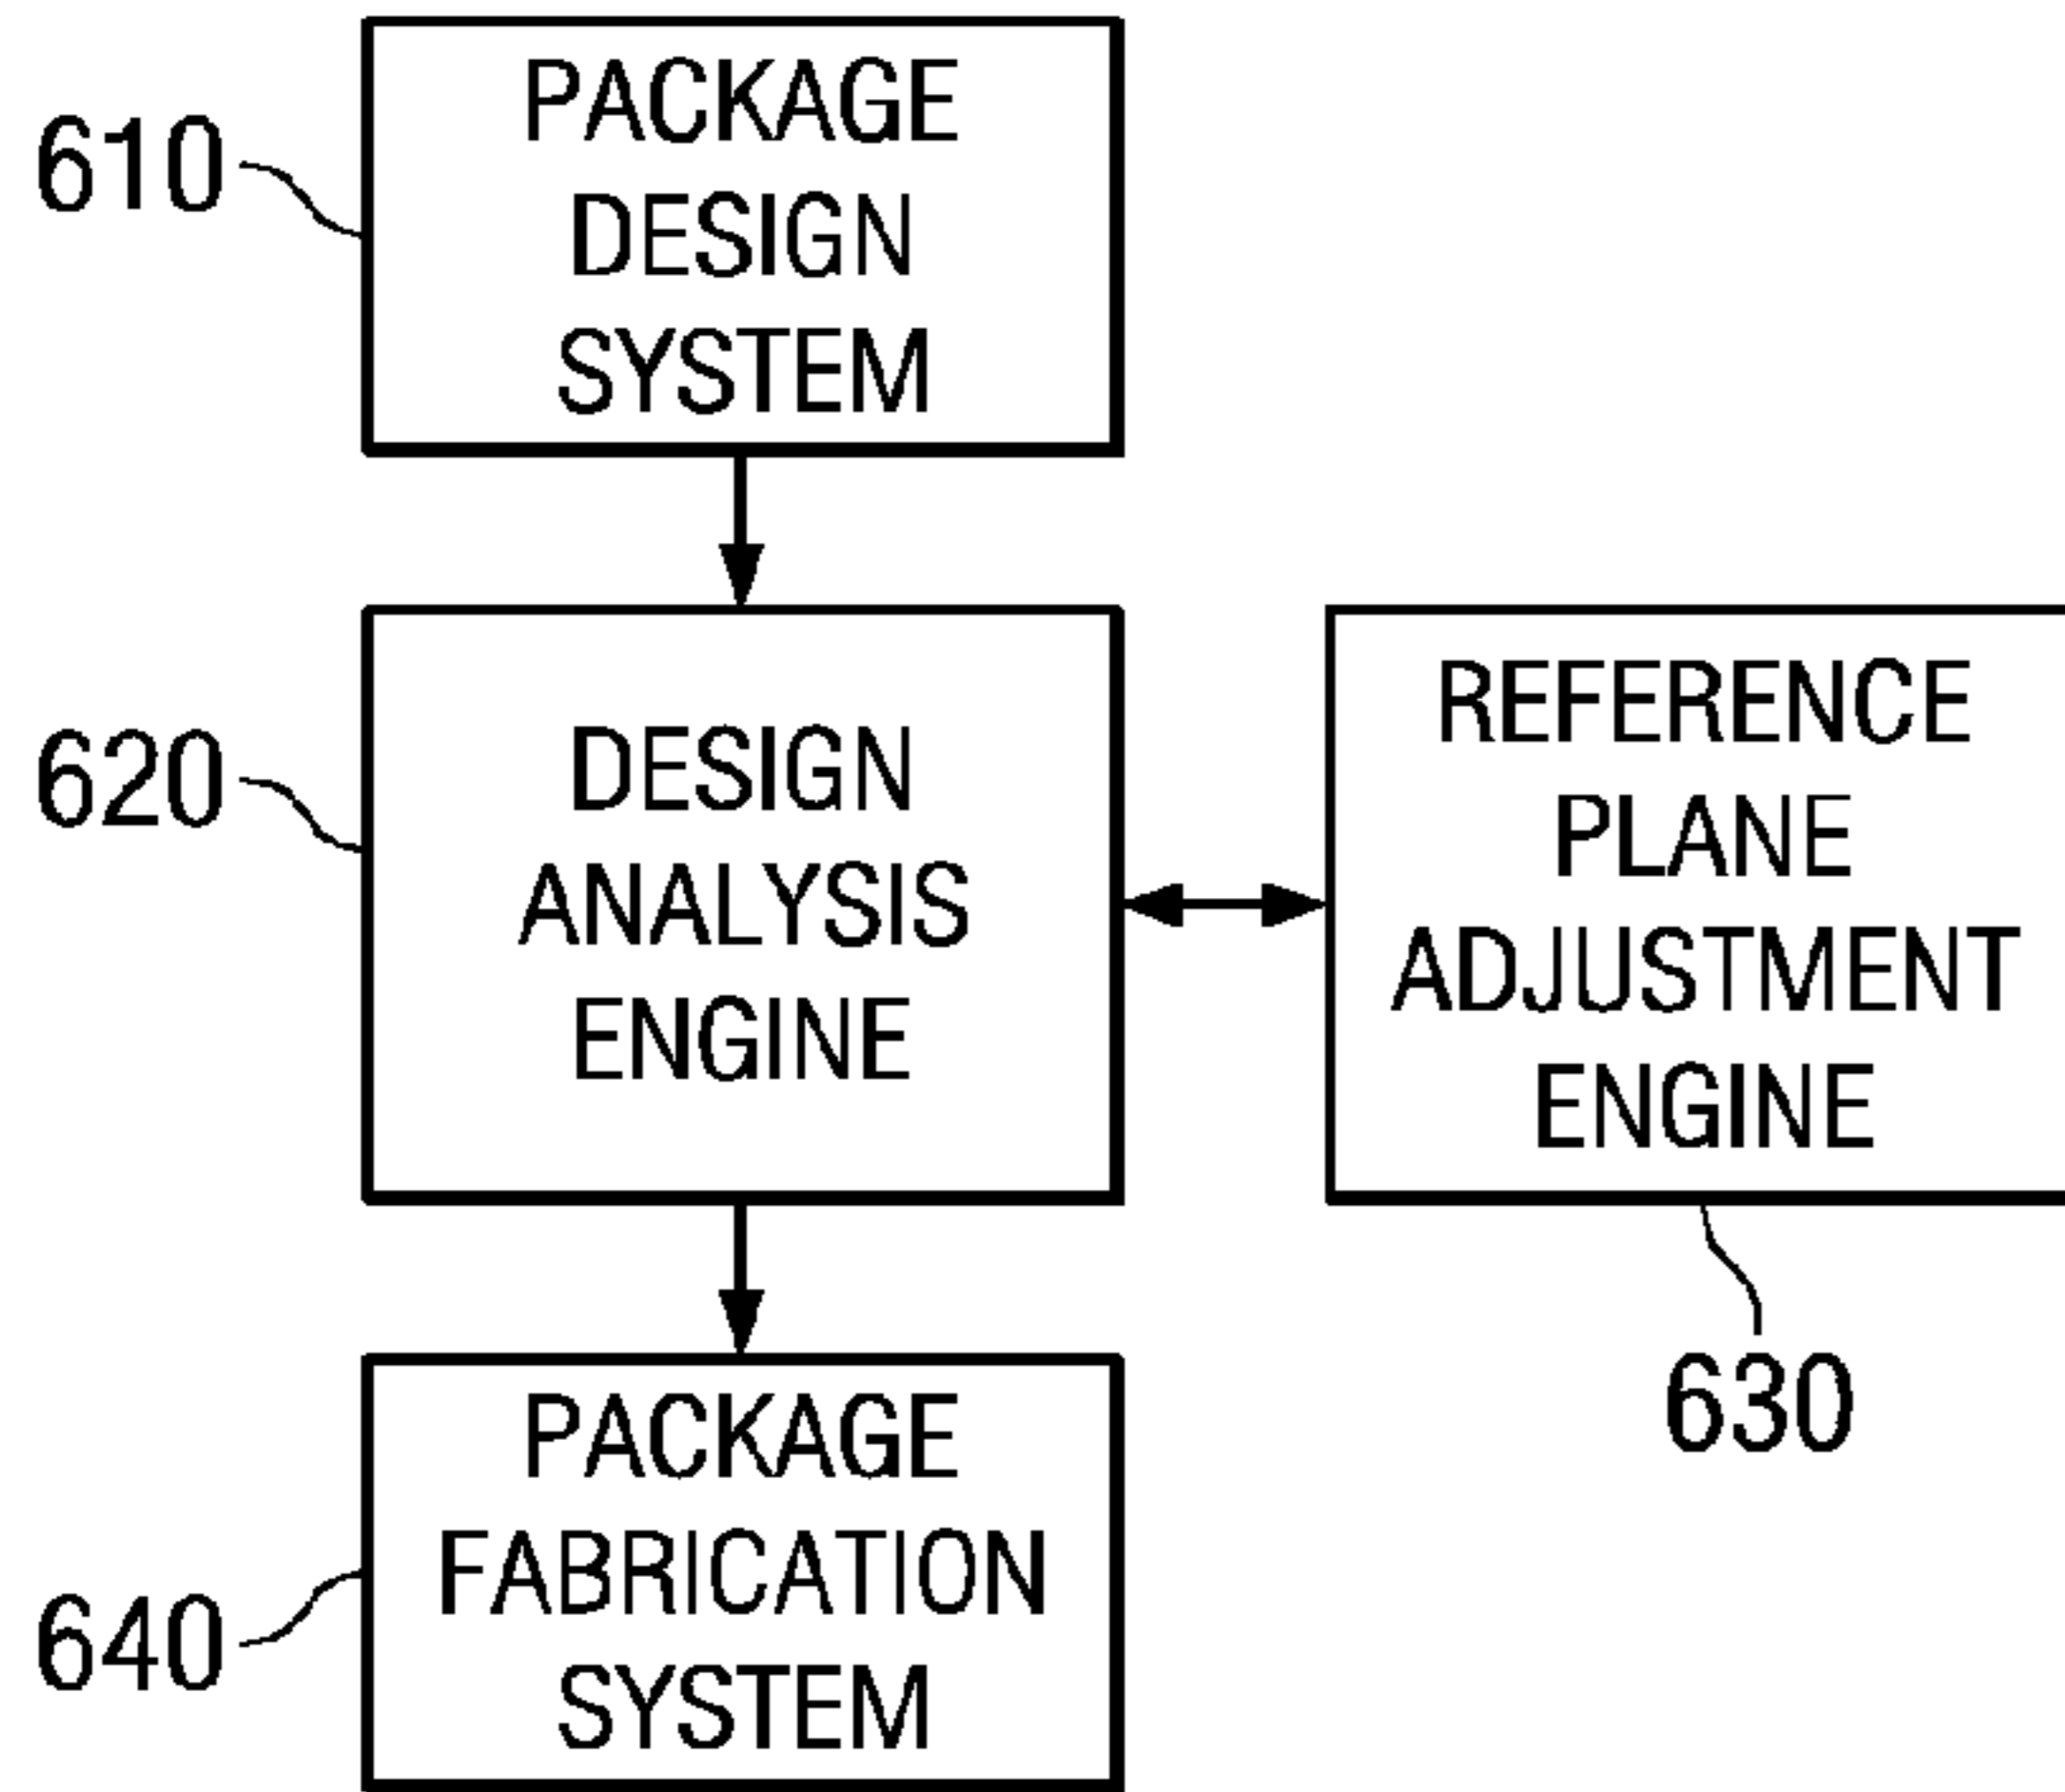 610
PACKAGE
DESIGN
SYSTEM
620
DESIGN
ANALYSIS
ENGINE
REFERENCE
PLANE
ADJUSTMENT
ENGINE
630
640
PACKAGE
FABRICATION
SYSTEM